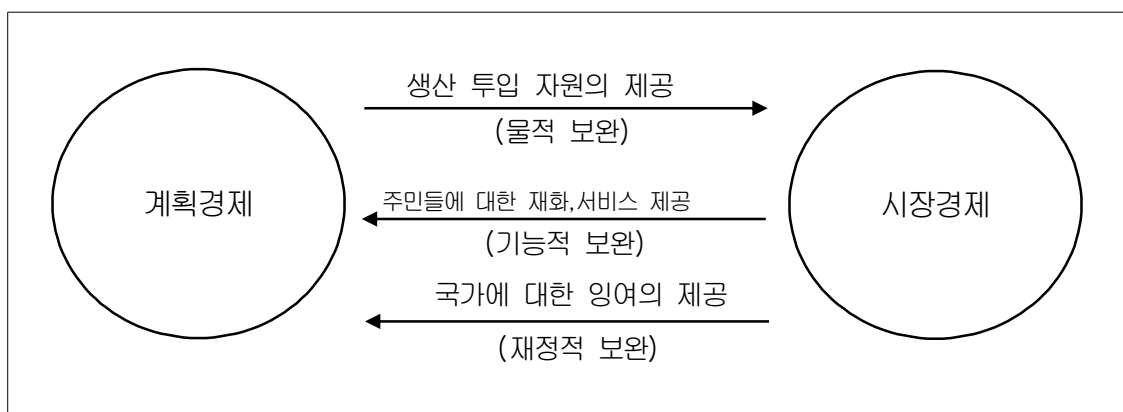 생산 투입 자원의 제공
(물적 보완)
계획경제
주민들에 대한 재화,서비스 제공
시장경제
(기능적 보완)
국가에 대한 잉여의 제공
(재정적 보완)